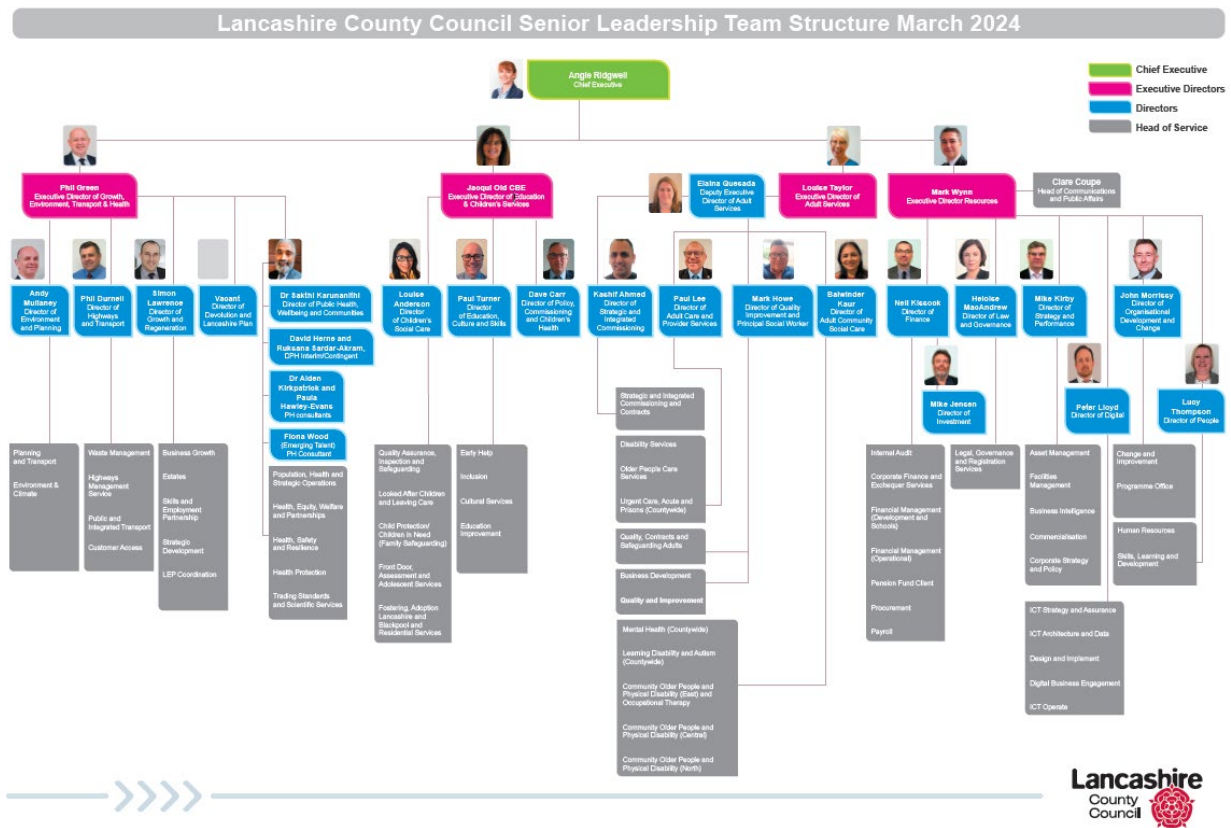 Lancashire County Council Senior Leadership Team Structure March 2024
Angie Ridgwell
Chief Executive
Chief Executive
Executive Directors
Directors
Head of Service
Phil Green
Executive Director of Growth,
Environment, Transport & Health
Jacqui Old CBE
Executive Director of Education
& Children's Services
Elaina Quesada
Deputy Executive
Director of Adult
Services
Louise Taylor
Executive Director of
Adult Services
Mark Wynn
Executive Director Resources
Clare Coupe
Head of Communications
and Public Affairs
Andy
Mullaney
Director of
Environment
and Planning
Phil Durnell
Director of
Highways
and Transport
Simon
Lawrence
Director of
Growth and
Regeneration
Vacant
Director of
Devolution and
Lancashire Plan
Dr Sakthi Karunanithi
Director of Public Health,
Wellbeing and Communities
David Herne and
Ruksana Sardar-Akram,
DPH Interim/Contingent
Dr Aiden
Kirkpatrick and
Paula
Hawley-Evans
PH consultants
Fiona Wood
(Emerging Talent)
PH Consultant
Louise
Anderson
Director
of Children's
Social Care
Paul Turner
Director
of Education,
Culture and Skills
Dave Carr
Director of Policy,
Commissioning
and Children's
Health
Kashif Ahmed
Director of
Strategic and
Integrated
Commissioning
Paul Lee
Director of
Adult Care and
Provider Services
Mark Howe
Director of Quality
Improvement and
Principal Social Worker
Balwinder
Kaur
Director of
Adult Community
Social Care
Neil Kissock
Director of
Finance
Heloise
MacAndrew
Director of Law
and Governance
Mike Kirby
Director of
Strategy and
Performance
John Morrissy
Director of
Organisational
Development and
Change
Mike Jensen
Director of
Investment
Peter Lloyd
Director of Digital
Lucy
Thompson
Director of People
Planning
and Transport
Environment &
Climate
Waste Management
Highways
Management
Service
Public and
Integrated Transport
Customer Access
Business Growth
Estates
Skills and
Employment
Partnership
Strategic
Development
LEP Coordination
Population, Health and
Strategic Operations
Health, Equity, Welfare
and Partnerships
Health, Safety
and Resilience
Health Protection
Trading Standards
and Scientific Services
Quality Assurance,
Inspection and
Safeguarding
Looked After Children
and Leaving Care
Child Protection/
Children in Need
(Family Safeguarding)
Front Door,
Assessment and
Adolescent Services
Fostering, Adoption
Lancashire and
Blackpool and
Residential Services
Early Help
Inclusion
Cultural Services
Education
Improvement
Strategic and Integrated
Commissioning and
Contracts
Disability Services
Older People Care
Services
Urgent Care, Acute and
Prisons (Countywide)
Quality, Contracts and
Safeguarding Adults
Business Development
Quality and Improvement
Mental Health (Countywide)
Learning Disability and Autism
(Countywide)
Community Older People and
Physical Disability (East) and
Occupational Therapy
Community Older People and
Physical Disability (Central)
Community Older People and
Physical Disability (North)
Internal Audit
Corporate Finance and
Exchequer Services
Financial Management
(Development and
Schools)
Financial Management
(Operational)
Pension Fund Client
Procurement
Payroll
Legal, Governance
and Registration
Services
Asset Management
Facilities
Management
Business Intelligence
Commercialisation
Corporate Strategy
and Policy
ICT Strategy and Assurance
ICT Architecture and Data
Design and Implement
Digital Business Engagement
ICT Operate
Change and
Improvement
Programme Office
Human Resources
Skills, Learning and
Development
Lancashire
County
Council